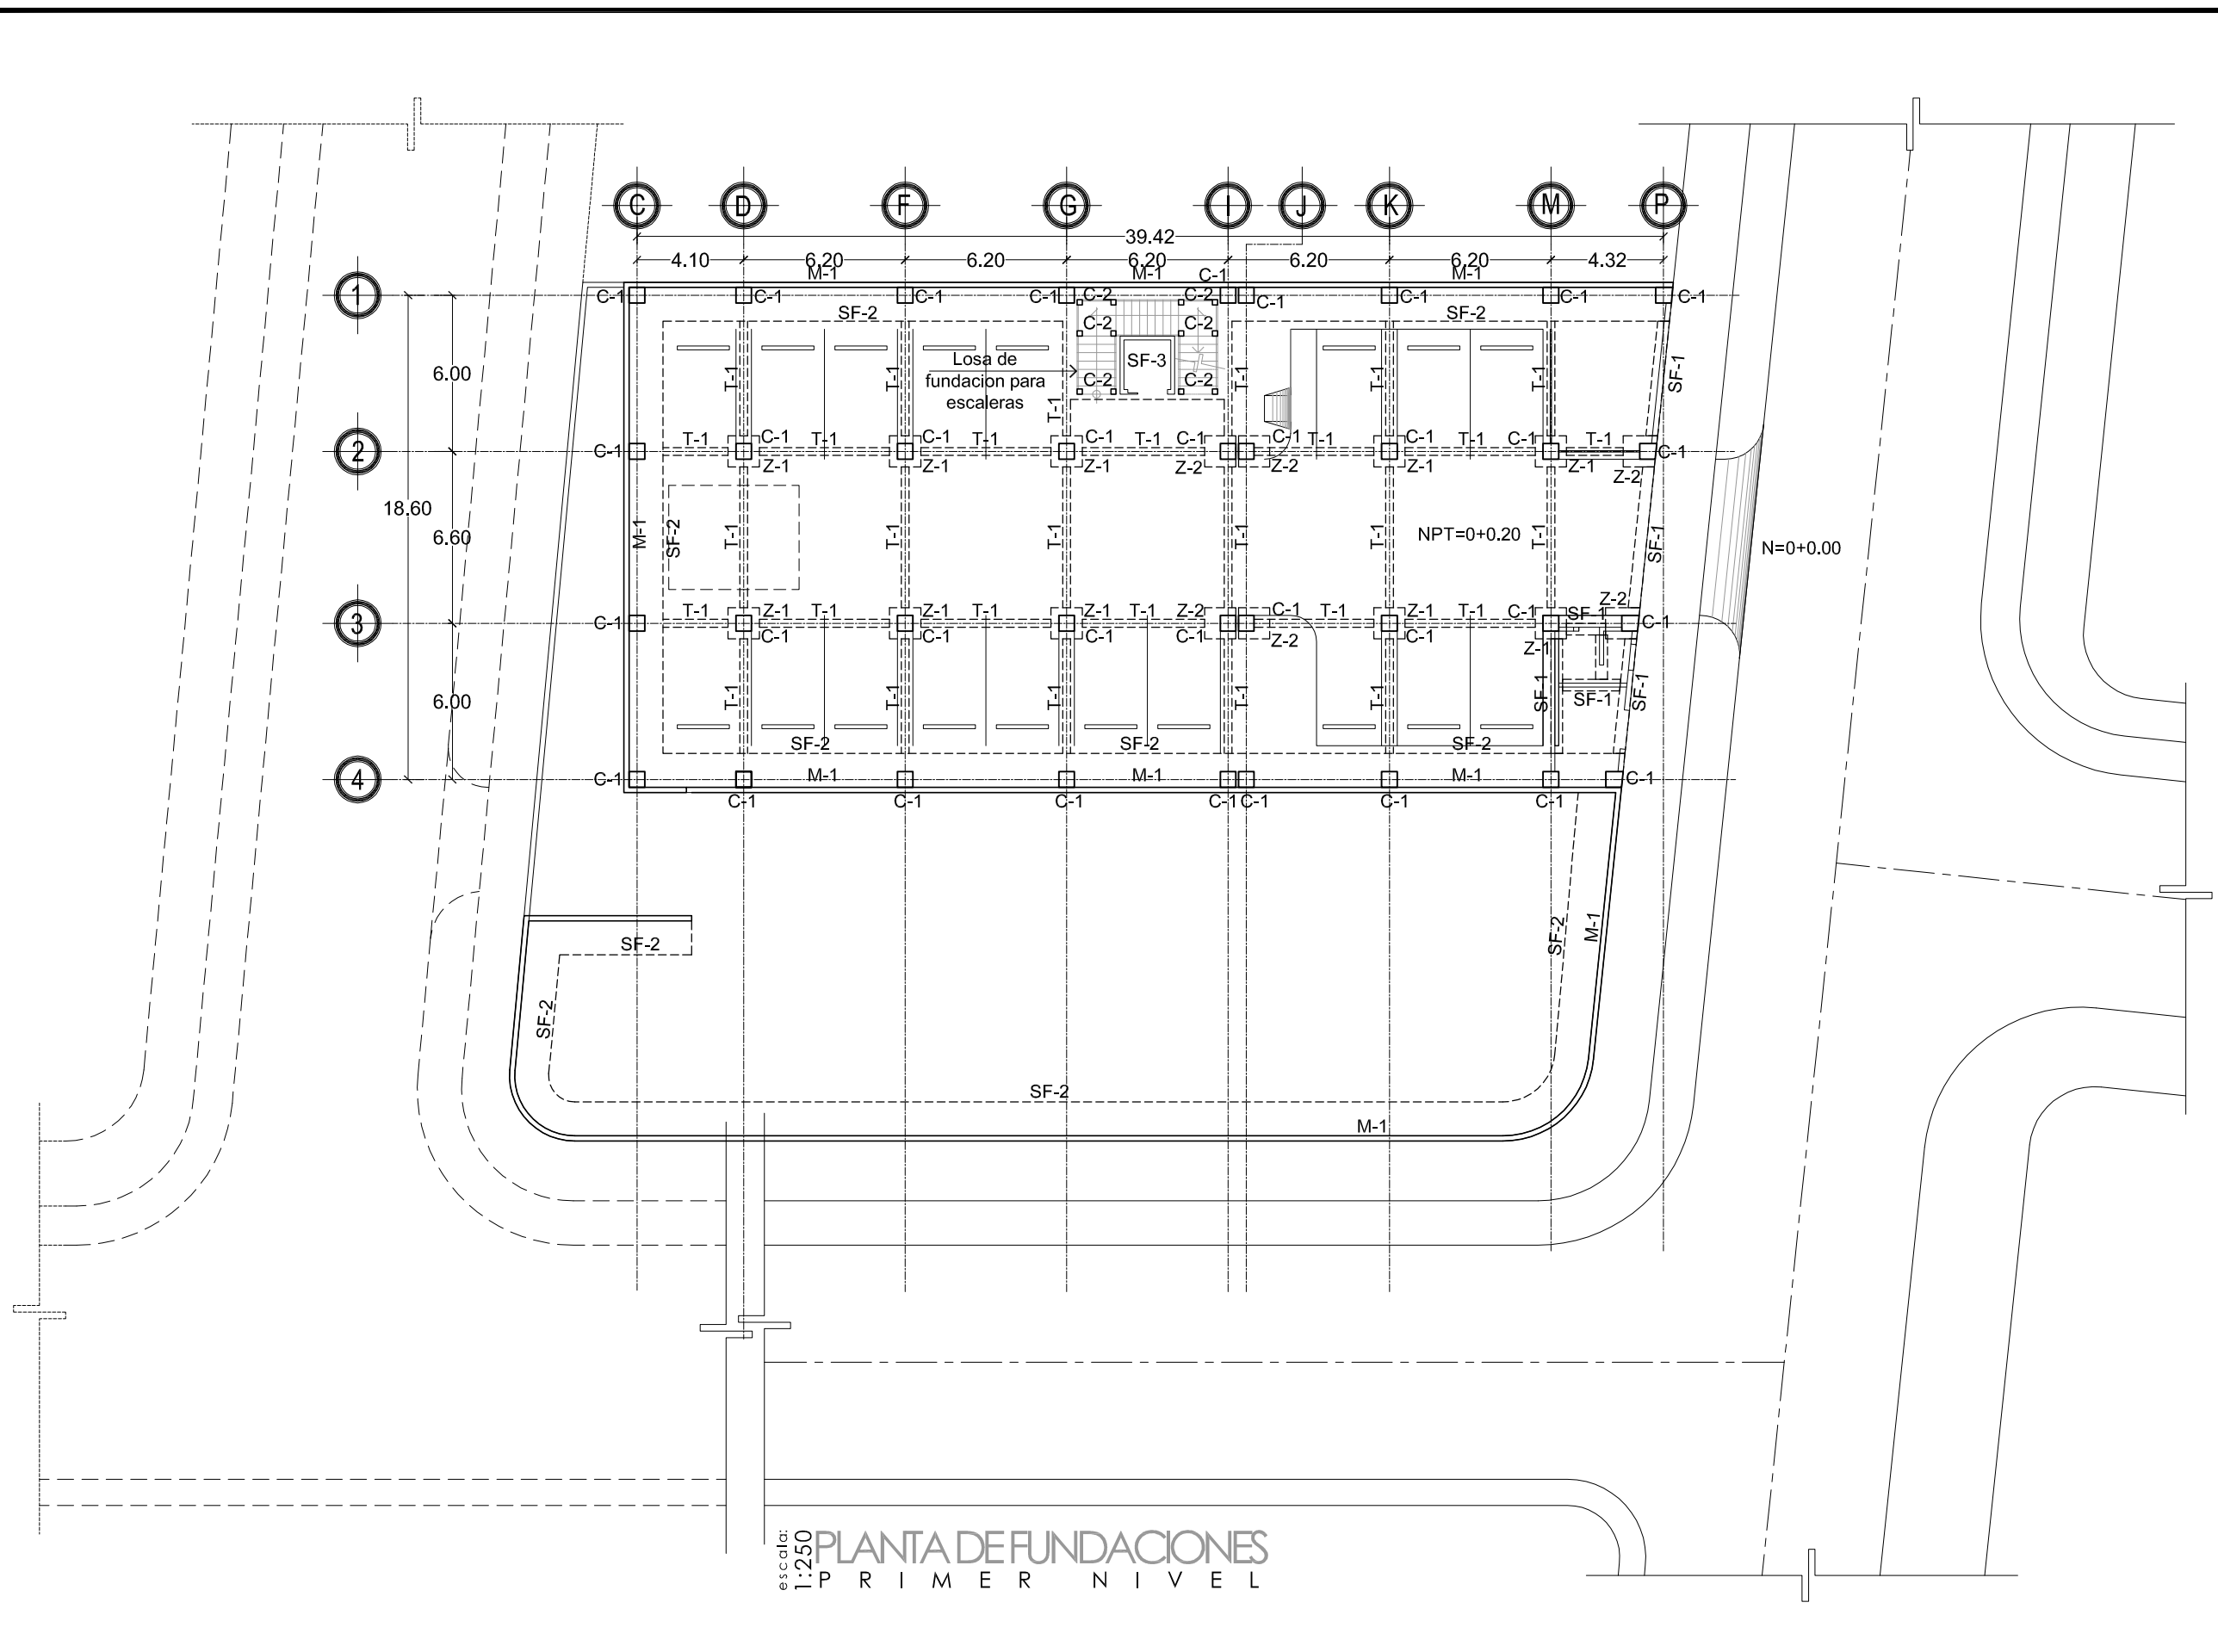 C D F G I J K M P
39.42
4.10 6.20 6.20 6.20 6.20 6.20 4.32
M-1 M-1 C-1 M-1
1 C-1 C-1 C-1 C-1 C-2 C-2 C-1 C-1 C-1 C-1
SF-2 SF-2
C-2 C-2
6.00
Losa de
fundacion para
escaleras
SF-3
SF-1
T-1 T-1 T-1 T-1 T-1
C-2 C-2
T-1
2 C-1 T-1 C-1 T-1 C-1 T-1 C-1 T-1 C-1 C-1 T-1 C-1 T-1 C-1 T-1 C-1
Z-1 Z-1 Z-1 Z-2 Z-2 Z-1 Z-1 Z-2
18.60
6.60
M-1 SF-2 T-1 T-1 T-1 T-1 T-1 T-1 SF-1
NPT=0+0.20
N=0+0.00
3 C-1 T-1 Z-1 T-1 Z-1 T-1 Z-1 T-1 Z-2 C-1 T-1 Z-1 T-1 C-1 SF-1 Z-2 C-1
C-1 C-1 C-1 C-1 Z-2 C-1 Z-1
6.00
T-1 T-1 T-1 T-1 T-1 SF-1 SF-1 SF-1
SF-2 SF-2 SF-2
4 C-1 M-1 M-1 M-1 C-1
C-1 C-1 C-1 C-1 C-1 C-1 C-1
SF-2 SF-2 M-1
SF-2
SF-2
M-1
escala:
1:250
PLANTA DE FUNDACIONES
PRIMER NIVEL